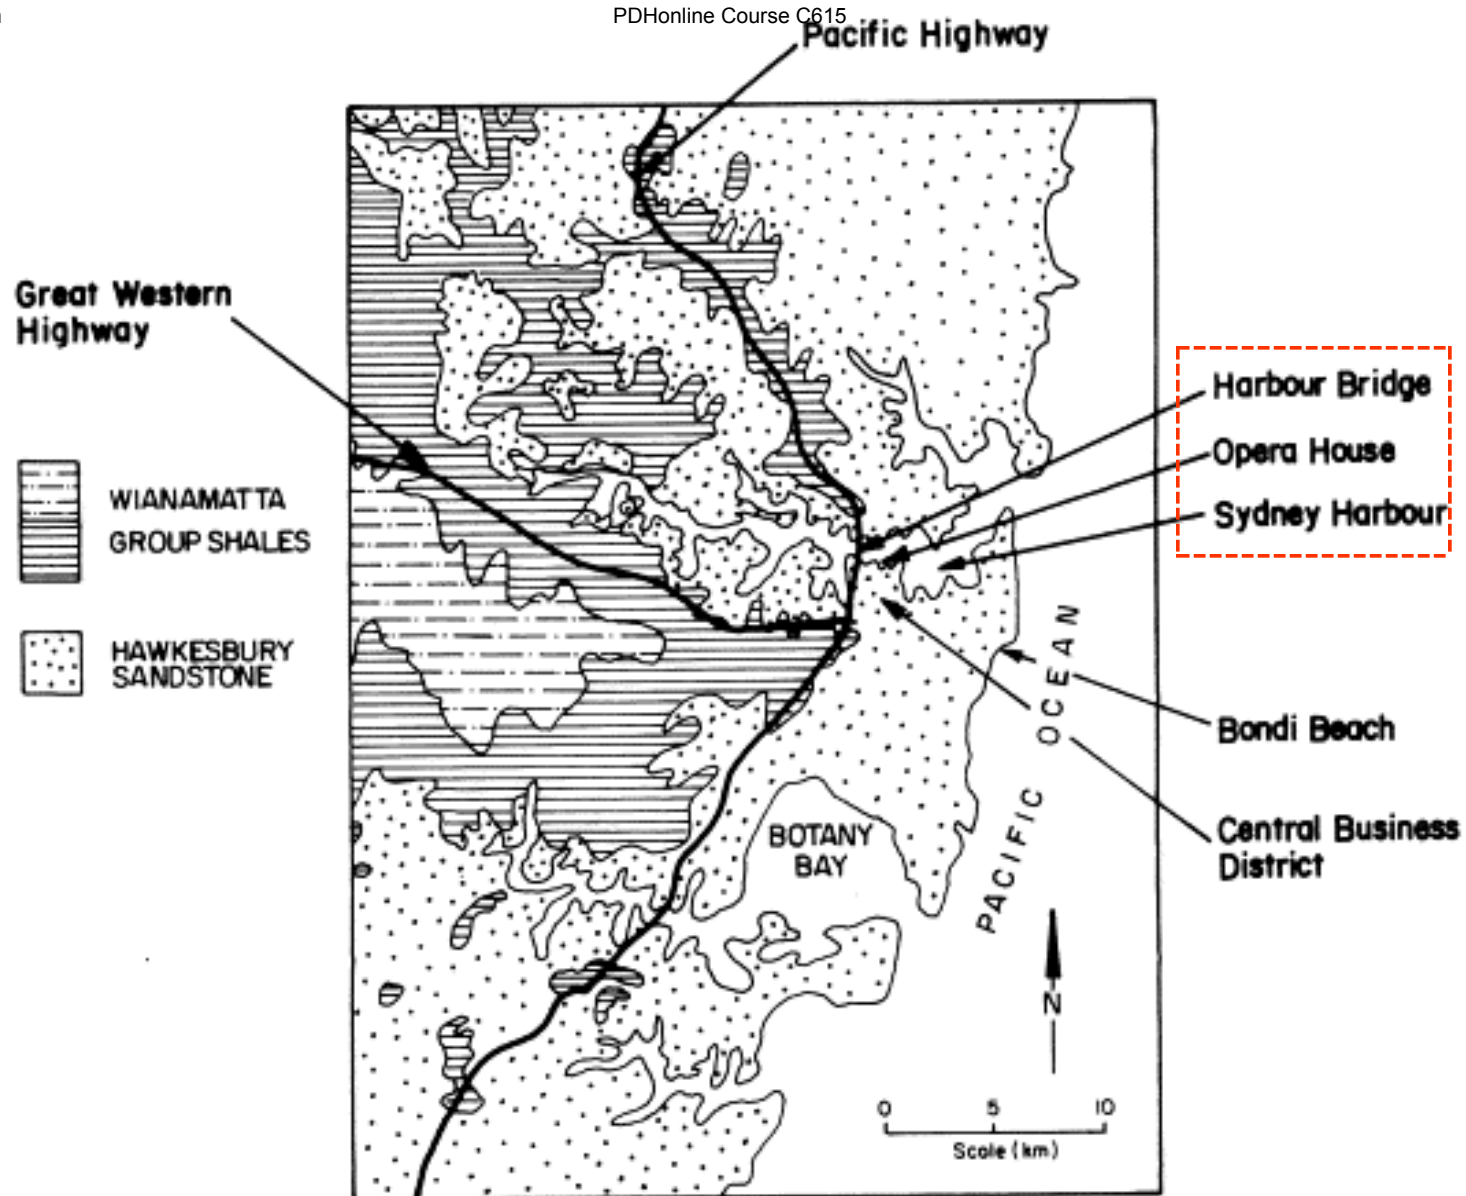 PDHonline Course C615
Pacific Highway
Great Western
Highway
Harbour Bridge
Opera House
Sydney Harbour
WIANAMATTA
GROUP SHALES
HAWKESBURY
SANDSTONE
PACIFIC OCEAN
Bondi Beach
BOTANY
BAY
Central Business
District
N
0 5 10
Scale (km)